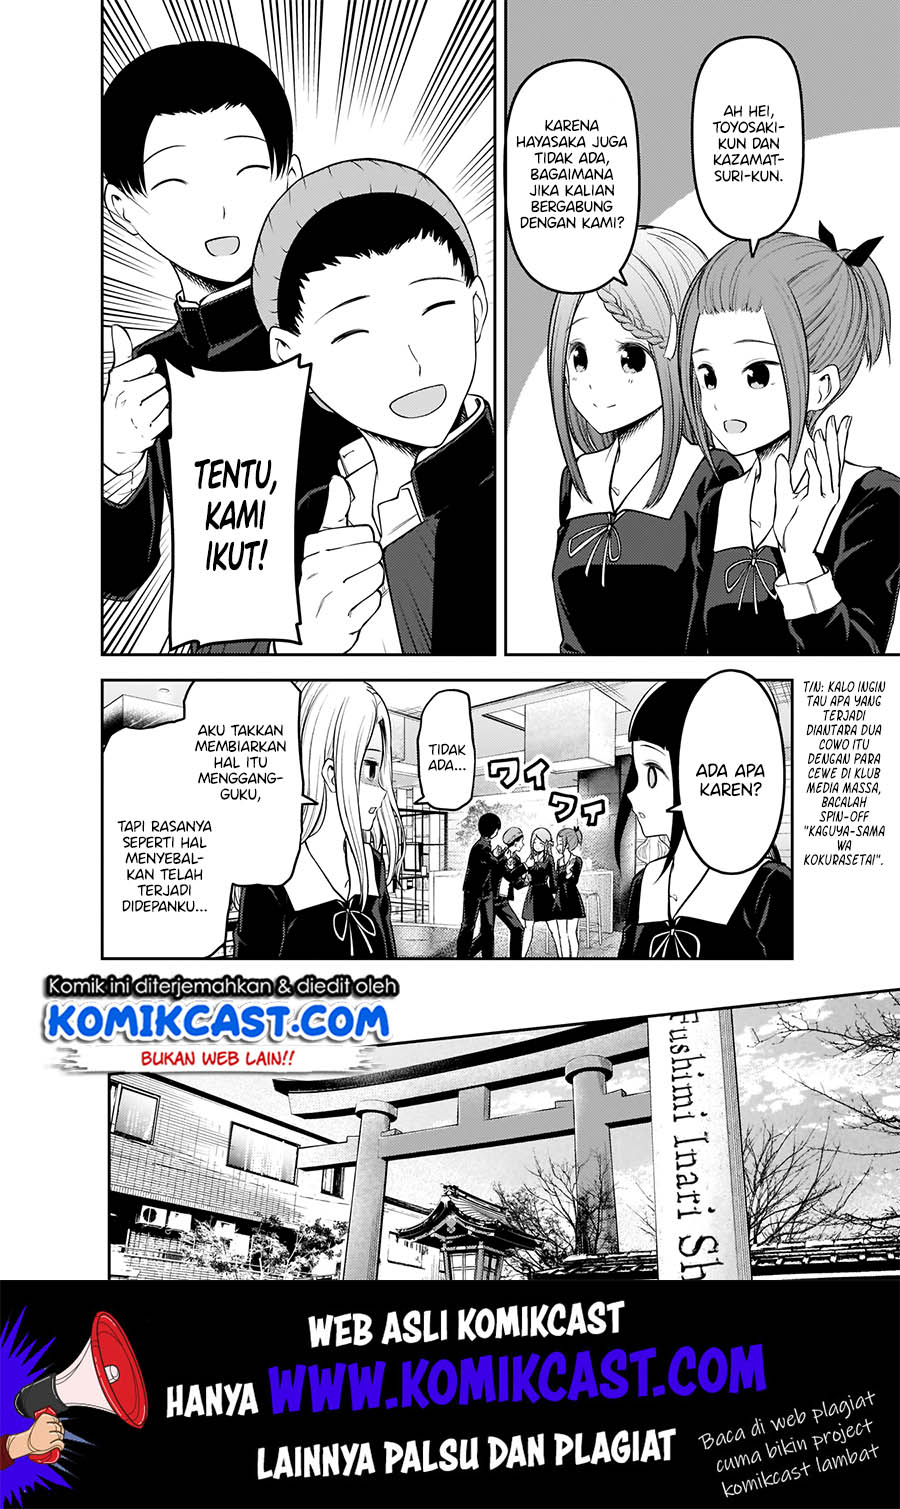 AH HEI,
TOYOSAKI-
KUN DAN
KAZAMAT-
SURI-KUN.
KARENA
HAYASAKA JUGA
TIDAK ADA,
BAGAIMANA
JIKA KALIAN
BERGABUNG
DENGAN KAMI?
TENTU,
KAMI
IKUT!
T/N: KALO INGIN
TAU APA YANG
TERJADI
DIANTARA DUA
COWO ITU
DENGAN PARA
CEWE DI KLUB
MEDIA MASSA,
BACALAH
SPIN-OFF
"KAGUYA-SAMA
WA
KOKURASETAI".
ADA APA
KAREN?
ワイ
ワイ
TIDAK
ADA...
AKU TAKKAN
MEMBIARKAN
HAL ITU
MENGGANG-
GUKU,
TAPI RASANYA
SEPERTI HAL
MENYEBAL-
KAN TELAH
TERJADI
DIDEPANKU...
Komik ini diterjemahkan & diedit oleh
KOMIKCAST.COM
BUKAN WEB LAIN!!
Fushimi Inari Sh
WEB ASLI KOMIKCAST
HANYA WWW.KOMIKCAST.COM
LAINNYA PALSU DAN PLAGIAT
Baca di web plagiat
cuma bikin project
komikcast lambat